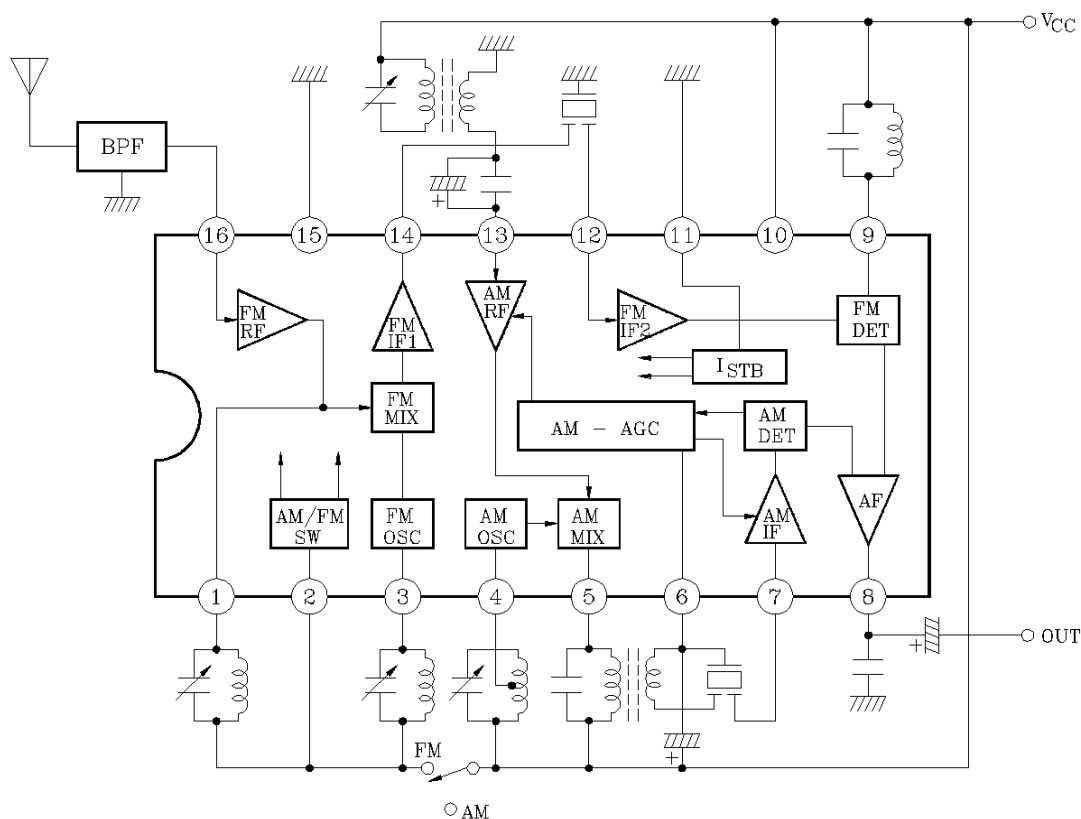 VCC
BPF
16 15 14 13 12 11 10 9
FM
RF
FM
IF1
AM
RF
FM
IF2
FM
DET
ISTB
FM
MIX
AM - AGC
AM
DET
AM/FM
SW
FM
OSC
AM
OSC
AM
MIX
AM
IF
AF
1 2 3 4 5 6 7 8
+
+
+
OUT
FM
AM